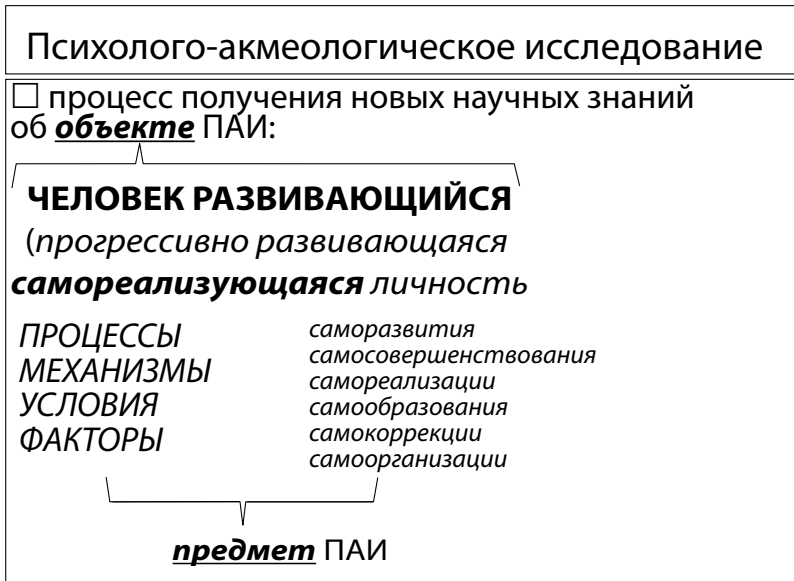 Психолого-акмеологическое исследование
☐ процесс получения новых научных знаний
об объекте ПАИ:
ЧЕЛОВЕК РАЗВИВАЮЩИЙСЯ
(прогрессивно развивающаяся
самореализующаяся личность
ПРОЦЕССЫ
МЕХАНИЗМЫ
УСЛОВИЯ
ФАКТОРЫ
саморазвития
самосовершенствования
самореализации
самообразования
самокоррекции
самоорганизации
предмет ПАИ